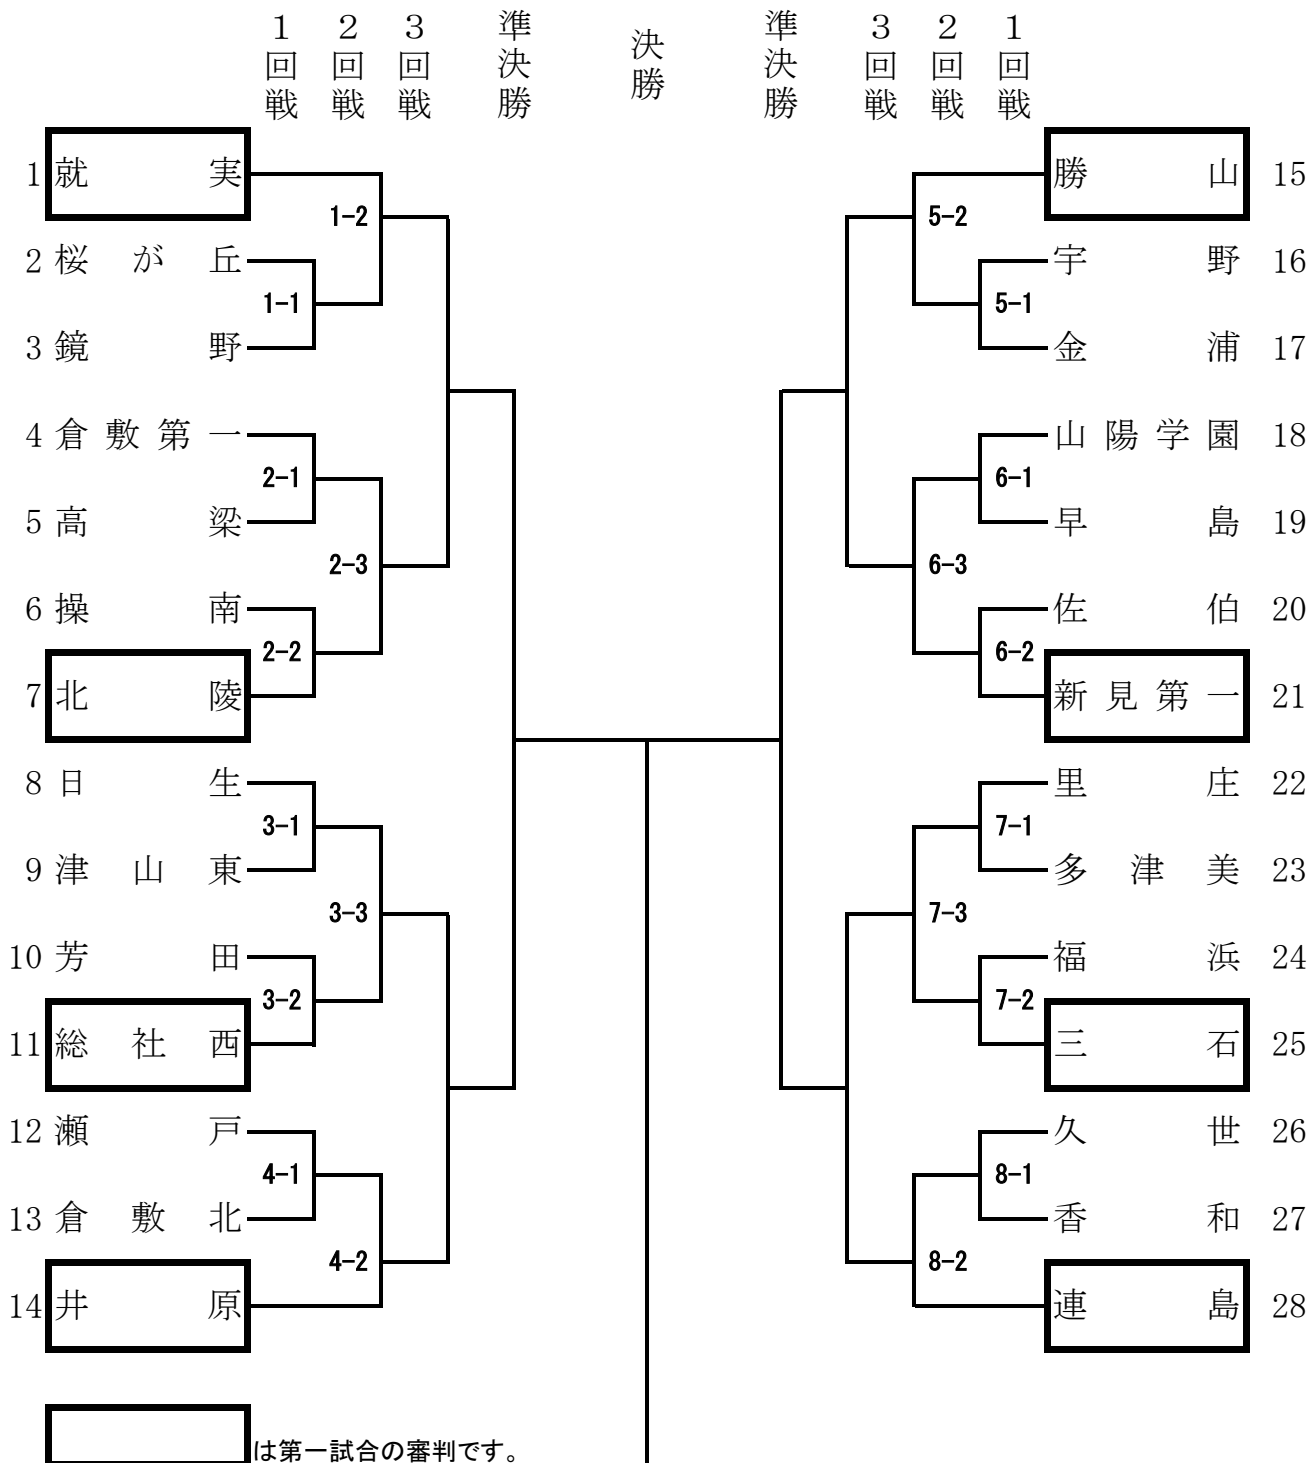 1回戦 2回戦 3回戦 準決勝 決勝 準決勝 3回戦 2回戦 1回戦
1 就実 勝山 15
1-2 5-2
2 桜が丘 宇野 16
1-1 5-1
3 鏡野 金浦 17
4 倉敷第一 山陽学園 18
2-1 6-1
5 高梁 早島 19
2-3 6-3
6 操南 佐伯 20
2-2 6-2
7 北陵 新見第一 21
8 日生 里庄 22
3-1 7-1
9 津山東 多津美 23
3-3 7-3
10 芳田 福浜 24
3-2 7-2
11 総社西 三石 25
12 瀬戸 久世 26
4-1 8-1
13 倉敷北 香和 27
4-2 8-2
14 井原 連島 28
は第一試合の審判です。